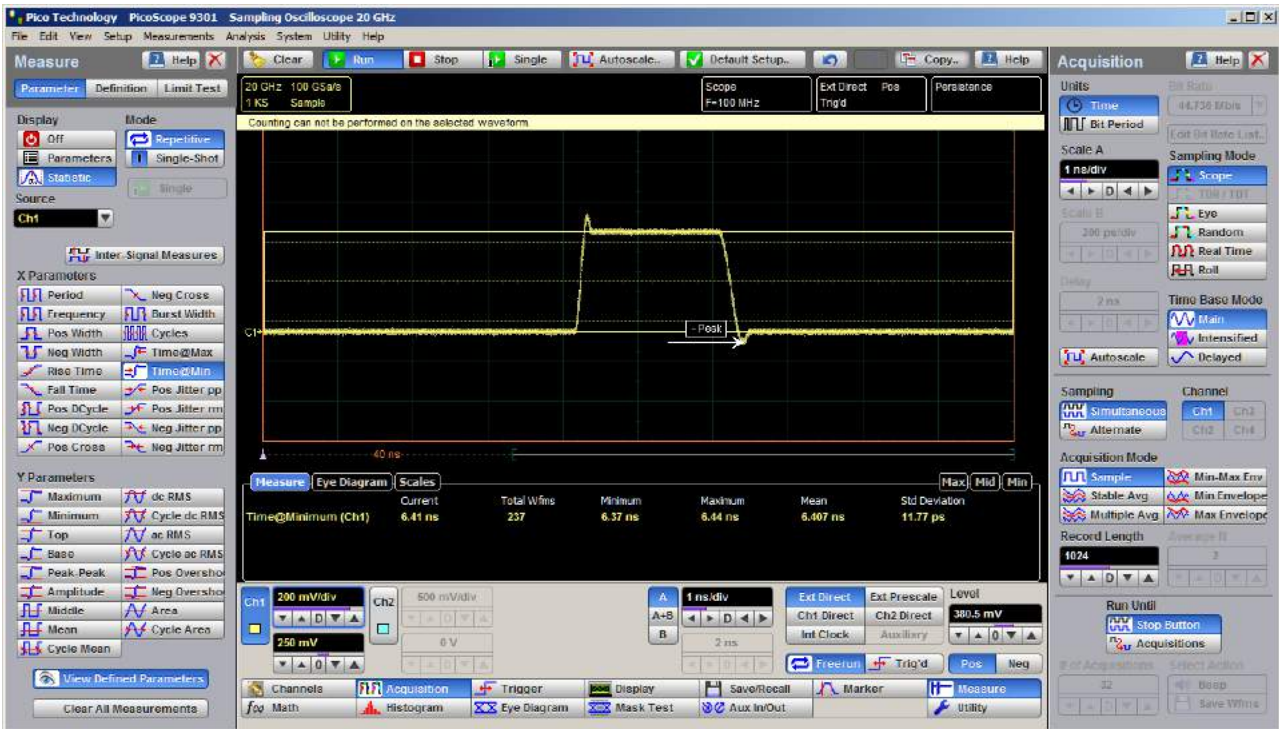 Pico Technology PicoScope 9301 Sampling Oscilloscope 20 GHz
File Edit View Setup Measurements Analysis System Utility Help
Measure Help
Parameter Definition Limit Test
Display Mode
Off Repetitive
Parameters Single-Shot
Statistic
Single
Source
Ch1
Inter-Signal Measures
X Parameters
Period Neg Cross
Frequency Burst Width
Pos Width Cycles
Neg Width Time@Max
Rise Time Time@Min
Fall Time Pos Jitter pp
Pos DCycle Pos Jitter rm
Neg DCycle Neg Jitter pp
Pos Cross Neg Jitter rm
Y Parameters
Maximum dc RMS
Minimum Cycle dc RMS
Top ac RMS
Base Cycle ac RMS
Peak-Peak Pos Oversho
Amplitude Neg Oversho
Middle Area
Mean Cycle Area
Cycle Mean
View Defined Parameters
Clear All Measurements
Clear Run Stop Single Autoscale.. Default Setup.. Copy.. Help
20 GHz 100 GSa/s
1 KS Sample
Scope
F=100 MHz
Ext Direct Pos
Trig'd
Persistence
Counting can not be performed on the selected waveform
C1
-Peak
40 ns
Measure Eye Diagram Scales Max Mid Min
Current Total Wfms Minimum Maximum Mean Std Deviation
Time@Minimum (Ch1) 6.41 ns 237 6.37 ns 6.44 ns 6.407 ns 11.77 ps
Ch1 200 mV/div Ch2 500 mV/div
D
250 mV 0 V
0
A 1 ns/div
A+B D
B 2 ns
Ext Direct Ext Prescale Level
Ch1 Direct Ch2 Direct 380.5 mV
Int Clock Auxiliary 0
Freerun Trig'd Pos Neg
Channels Acquisition Trigger Display Save/Recall Marker Measure
f(x) Math Histogram Eye Diagram Mask Test Aux In/Out Utility
Acquisition Help
Units Bit Rate
Time 44.736 Mb/s
Bit Period Edit Bit Rate List..
Scale A Sampling Mode
1 ns/div Scope
D TDR / TDT
Scale B Eye
200 ps/div Random
Real Time
Roll
Delay
2 ns Time Base Mode
Main
Intensified
Autoscale Delayed
Sampling Channel
Simultaneous Ch1 Ch3
Alternate Ch2 Ch4
Acquisition Mode
Sample Min-Max Env
Stable Avg Min Envelope
Multiple Avg Max Envelope
Record Length Average N
1024 2
D
Run Until
Stop Button
Acquisitions
# of Acquisitions Select Action
32 Beep
Save Wfms